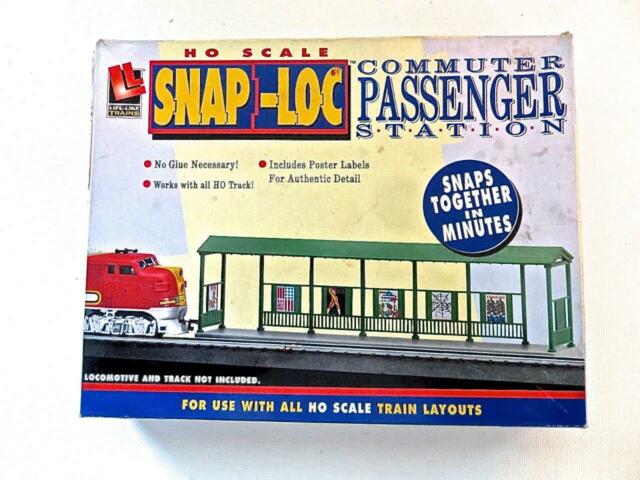 HO SCALE
LIFE-LIKE
TRAINS
SNAP-LOC
™
COMMUTER
PASSENGER
STATION
No Glue Necessary!
Works with all HO Track!
Includes Poster Labels
For Authentic Detail
SNAPS
TOGETHER
IN
MINUTES
LOCOMOTIVE AND TRACK NOT INCLUDED.
FOR USE WITH ALL HO SCALE TRAIN LAYOUTS